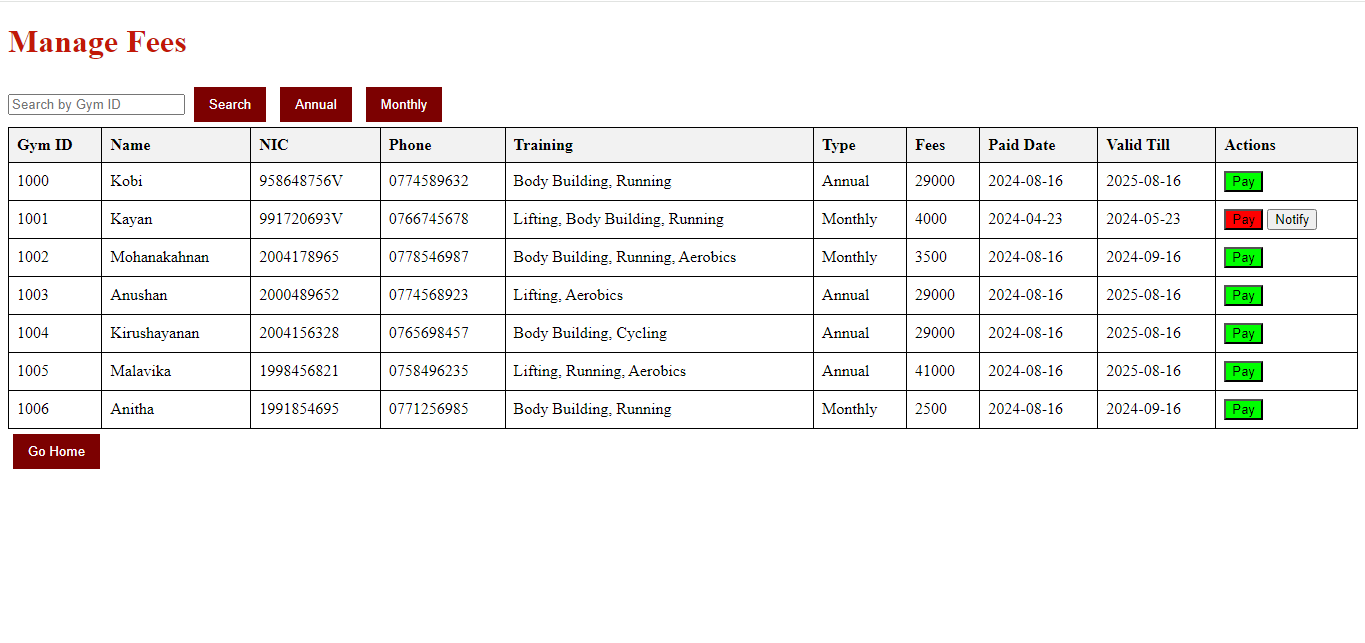 Manage Fees
Search by Gym ID Search Annual Monthly
Gym ID Name NIC Phone Training Type Fees Paid Date Valid Till Actions
1000 Kobi 958648756V 0774589632 Body Building, Running Annual 29000 2024-08-16 2025-08-16 Pay
1001 Kayan 991720693V 0766745678 Lifting, Body Building, Running Monthly 4000 2024-04-23 2024-05-23 Pay Notify
1002 Mohanakahnan 2004178965 0778546987 Body Building, Running, Aerobics Monthly 3500 2024-08-16 2024-09-16 Pay
1003 Anushan 2000489652 0774568923 Lifting, Aerobics Annual 29000 2024-08-16 2025-08-16 Pay
1004 Kirushayanan 2004156328 0765698457 Body Building, Cycling Annual 29000 2024-08-16 2025-08-16 Pay
1005 Malavika 1998456821 0758496235 Lifting, Running, Aerobics Annual 41000 2024-08-16 2025-08-16 Pay
1006 Anitha 1991854695 0771256985 Body Building, Running Monthly 2500 2024-08-16 2024-09-16 Pay
Go Home